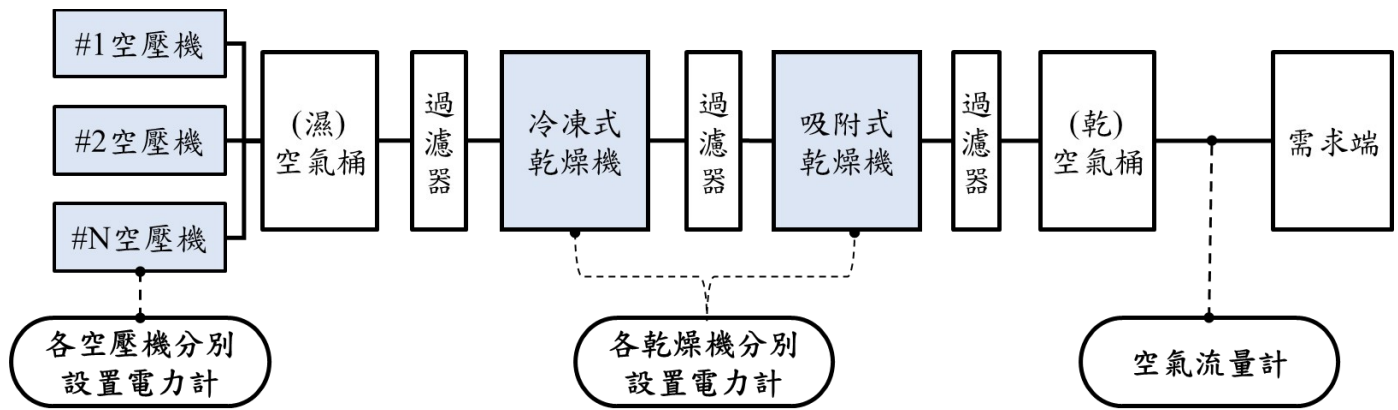 #1空壓機
#2空壓機
#N空壓機
(濕)
空氣桶
過
濾
器
冷凍式
乾燥機
過
濾
器
吸附式
乾燥機
過
濾
器
(乾)
空氣桶
需求端
各空壓機分別
設置電力計
各乾燥機分別
設置電力計
空氣流量計